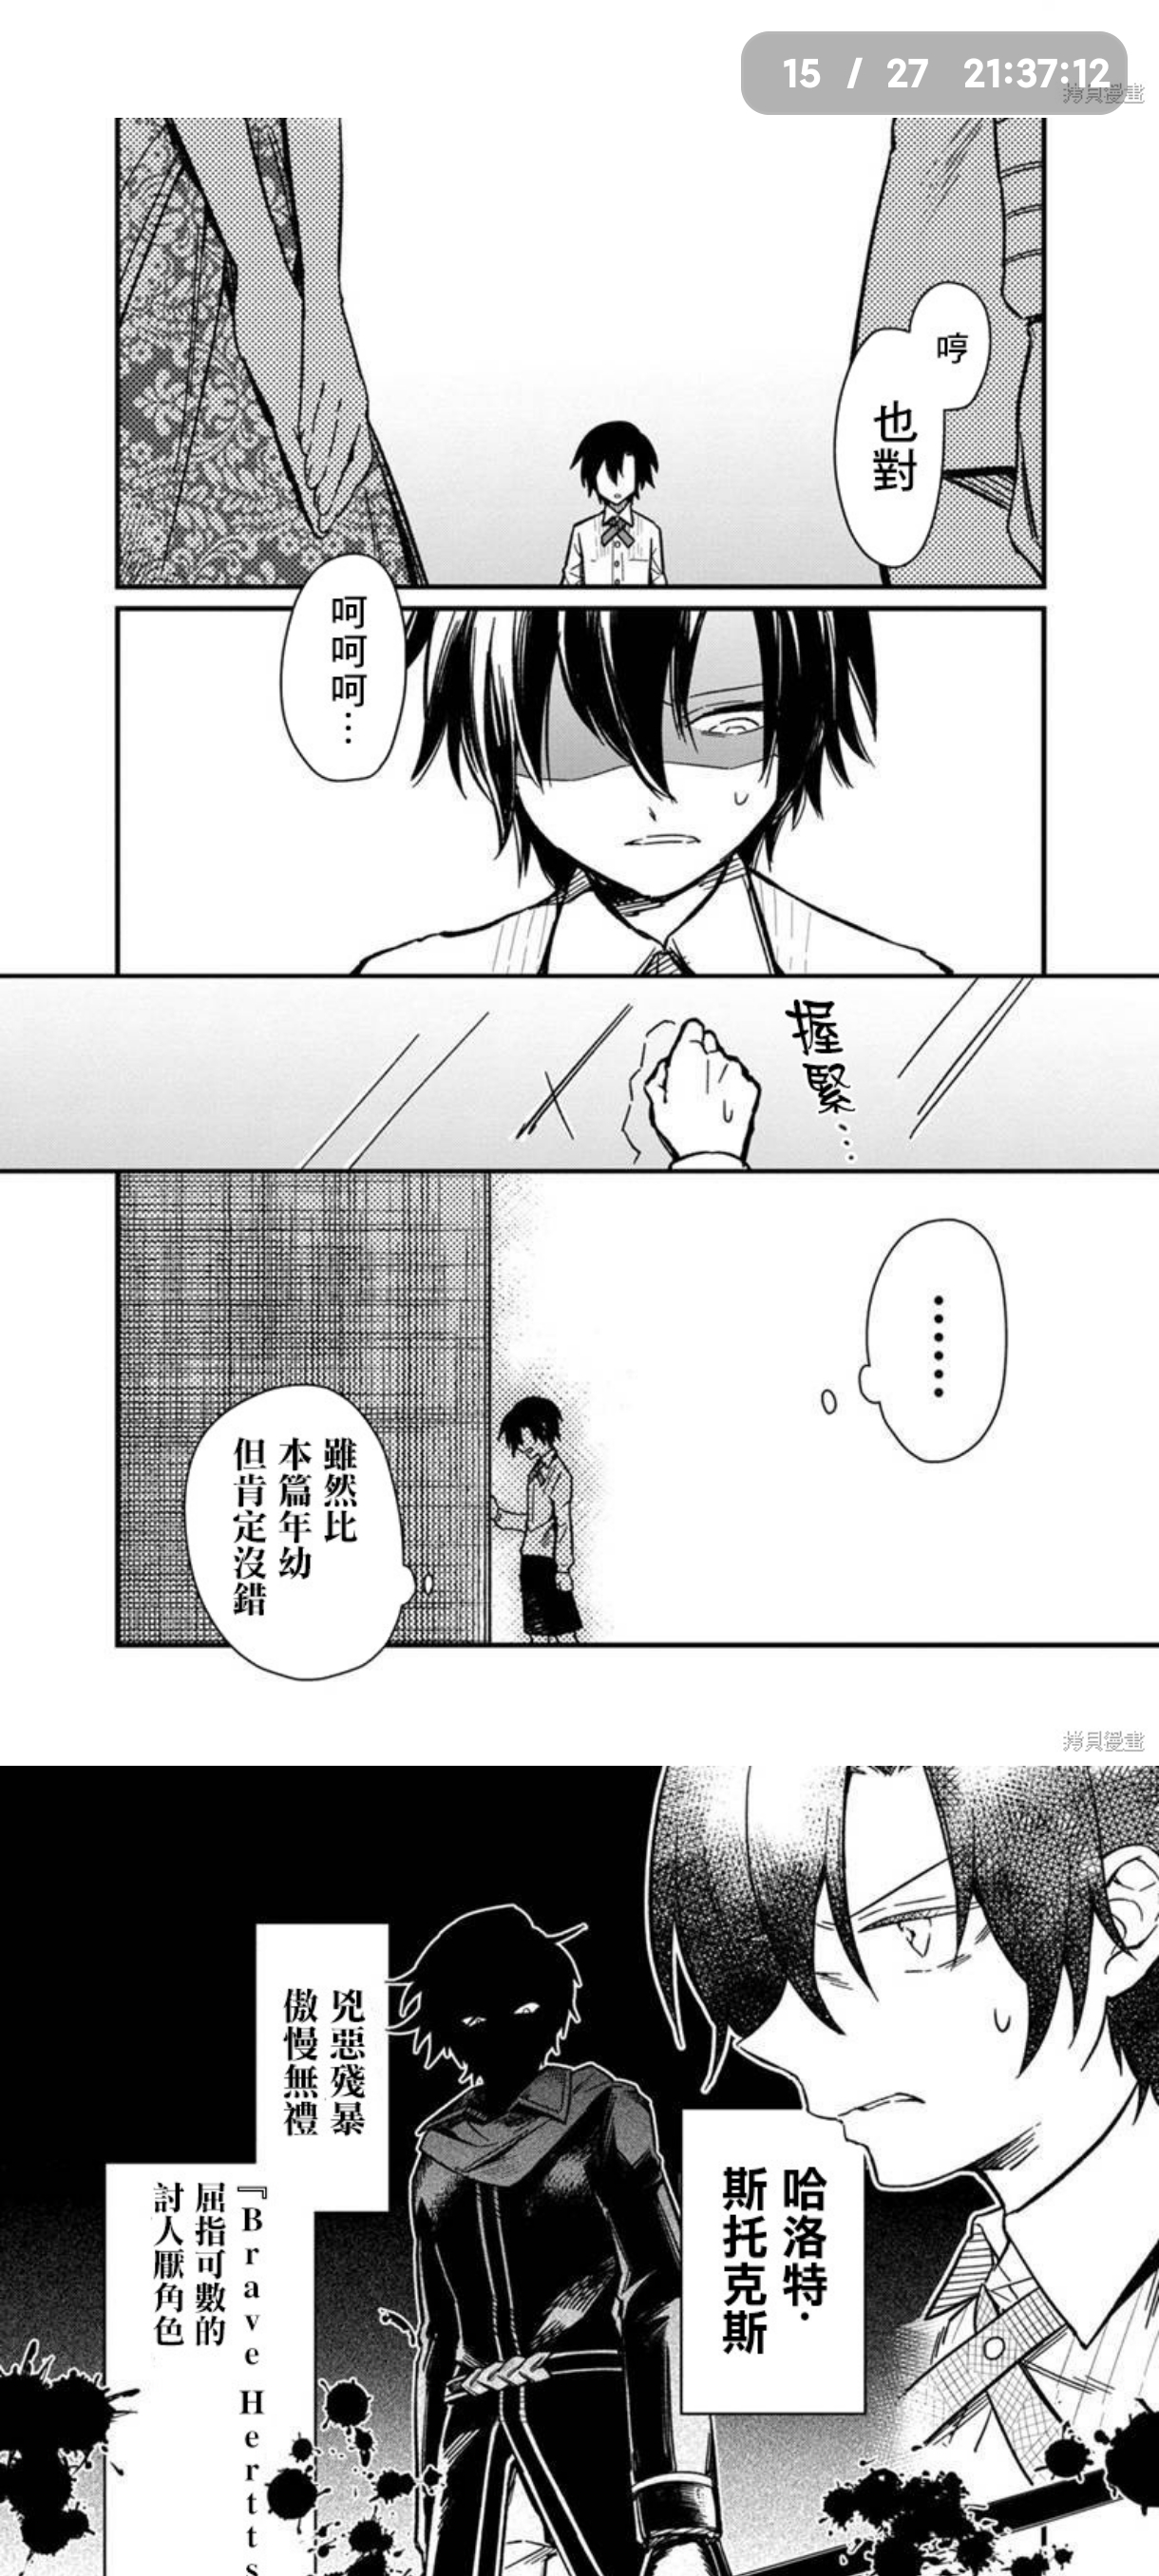 15 / 27 21:37:12
拷貝漫畫
哼
也對
呵呵呵…
握緊…
………
雖然比
本篇年幼
但肯定沒錯
拷貝漫畫
哈洛特·
斯托克斯
兇惡殘暴
傲慢無禮
『Brave Hertts
屈指可數的
討人厭角色